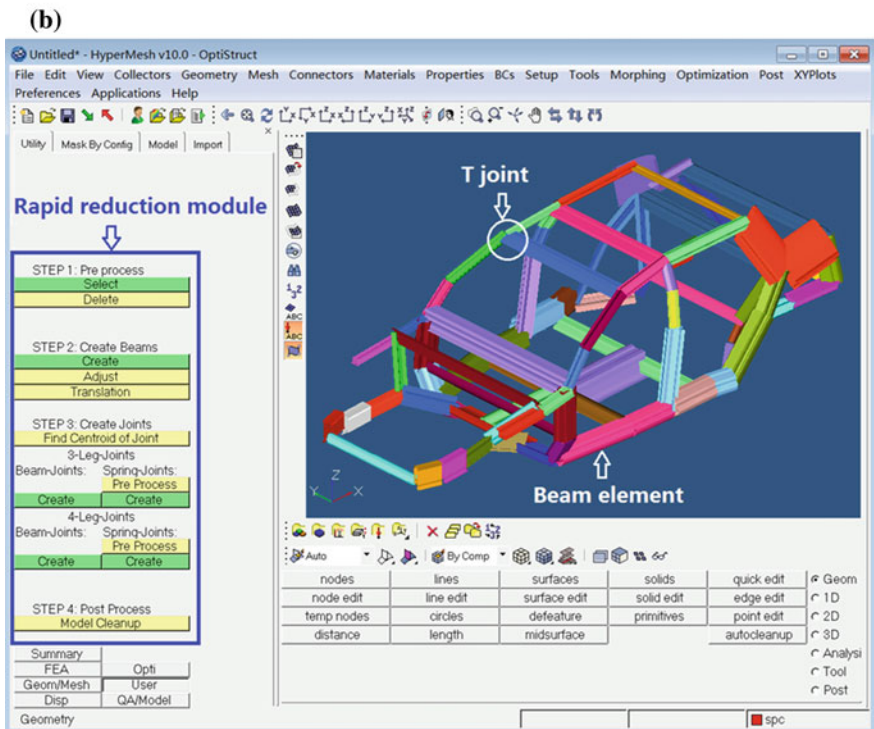 (b)
Untitled* - HyperMesh v10.0 - OptiStruct
File Edit View Collectors Geometry Mesh Connectors Materials Properties BCs Setup Tools Morphing Optimization Post XYPlots
Preferences Applications Help
Utility Mask By Config Model Import
Rapid reduction module
STEP 1: Pre process
Select
Delete
STEP 2: Create Beams
Create
Adjust
Translation
STEP 3: Create Joints
Find Centroid of Joint
3-Leg-Joints
Beam-Joints: Spring-Joints:
Pre Process
Create Create
4-Leg-Joints
Beam-Joints: Spring-Joints:
Pre Process
Create Create
STEP 4: Post Process
Model Cleanup
Summary
FEA Opti
Geom/Mesh User
Disp QA/Model
Geometry
1 2 3
ABC
ABC
T joint
Beam element
Z
Y X
Auto By Comp
nodes lines surfaces solids quick edit Geom
node edit line edit surface edit solid edit edge edit 1D
temp nodes circles defeature primitives point edit 2D
distance length midsurface autocleanup 3D
Analysi
Tool
Post
spc